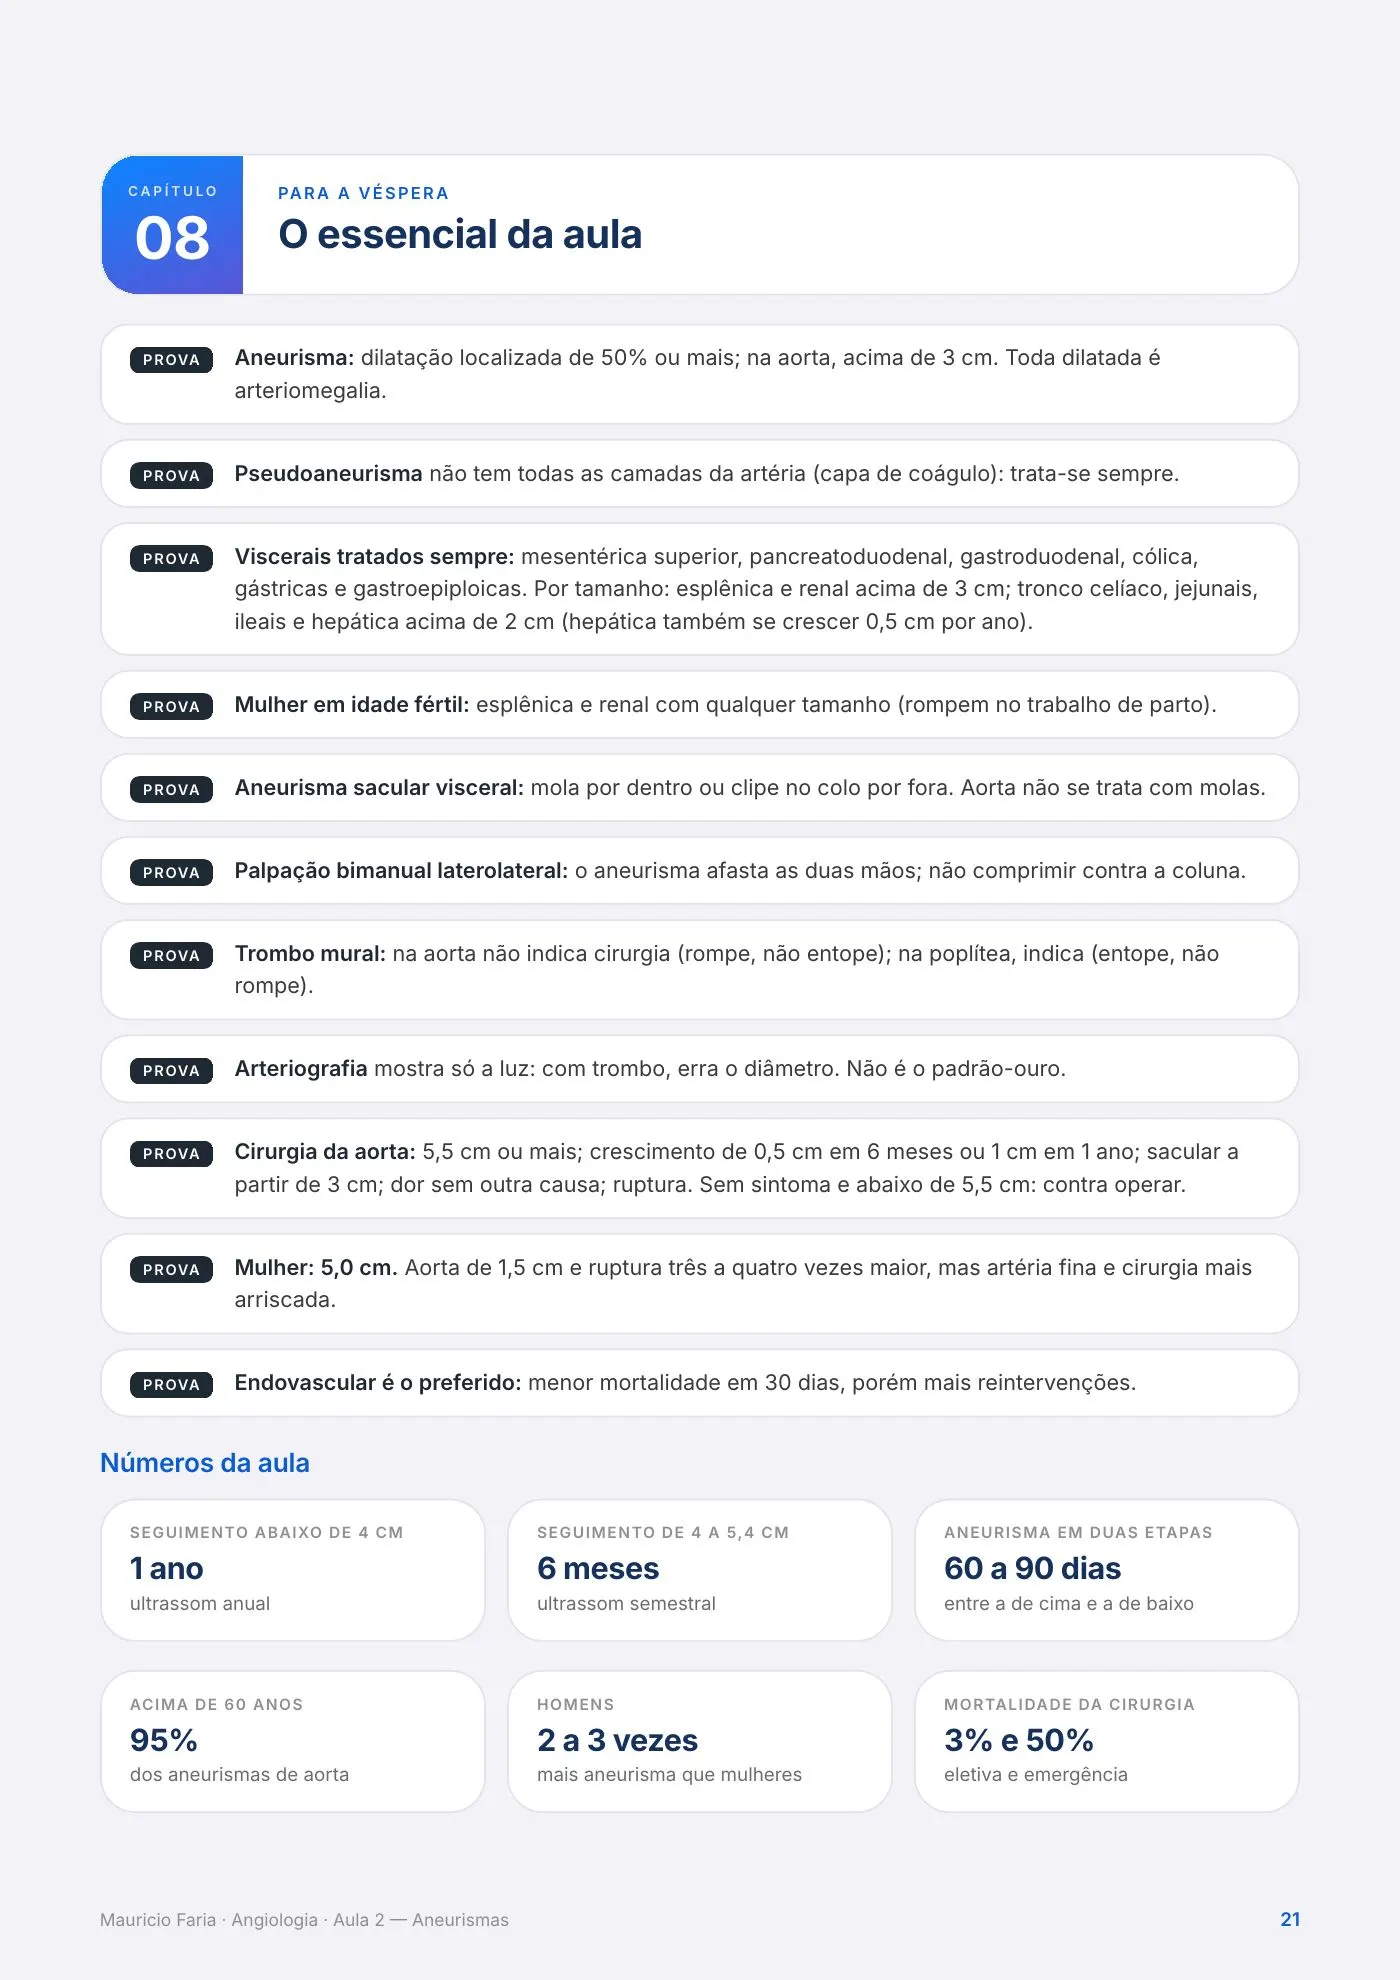 CAPÍTULO
08
PARA A VÉSPERA
O essencial da aula
PROVA Aneurisma: dilatação localizada de 50% ou mais; na aorta, acima de 3 cm. Toda dilatada é
arteriomegalia.
PROVA Pseudoaneurisma não tem todas as camadas da artéria (capa de coágulo): trata-se sempre.
PROVA Viscerais tratados sempre: mesentérica superior, pancreatoduodenal, gastroduodenal, cólica,
gástricas e gastroepiploicas. Por tamanho: esplênica e renal acima de 3 cm; tronco celíaco, jejunais,
ileais e hepática acima de 2 cm (hepática também se crescer 0,5 cm por ano).
PROVA Mulher em idade fértil: esplênica e renal com qualquer tamanho (rompem no trabalho de parto).
PROVA Aneurisma sacular visceral: mola por dentro ou clipe no colo por fora. Aorta não se trata com molas.
PROVA Palpação bimanual laterolateral: o aneurisma afasta as duas mãos; não comprimir contra a coluna.
PROVA Trombo mural: na aorta não indica cirurgia (rompe, não entope); na poplítea, indica (entope, não
rompe).
PROVA Arteriografia mostra só a luz: com trombo, erra o diâmetro. Não é o padrão-ouro.
PROVA Cirurgia da aorta: 5,5 cm ou mais; crescimento de 0,5 cm em 6 meses ou 1 cm em 1 ano; sacular a
partir de 3 cm; dor sem outra causa; ruptura. Sem sintoma e abaixo de 5,5 cm: contra operar.
PROVA Mulher: 5,0 cm. Aorta de 1,5 cm e ruptura três a quatro vezes maior, mas artéria fina e cirurgia mais
arriscada.
PROVA Endovascular é o preferido: menor mortalidade em 30 dias, porém mais reintervenções.
Números da aula
SEGUIMENTO ABAIXO DE 4 CM
1 ano
ultrassom anual
SEGUIMENTO DE 4 A 5,4 CM
6 meses
ultrassom semestral
ANEURISMA EM DUAS ETAPAS
60 a 90 dias
entre a de cima e a de baixo
ACIMA DE 60 ANOS
95%
dos aneurismas de aorta
HOMENS
2 a 3 vezes
mais aneurisma que mulheres
MORTALIDADE DA CIRURGIA
3% e 50%
eletiva e emergência
Mauricio Faria · Angiologia · Aula 2 — Aneurismas
21